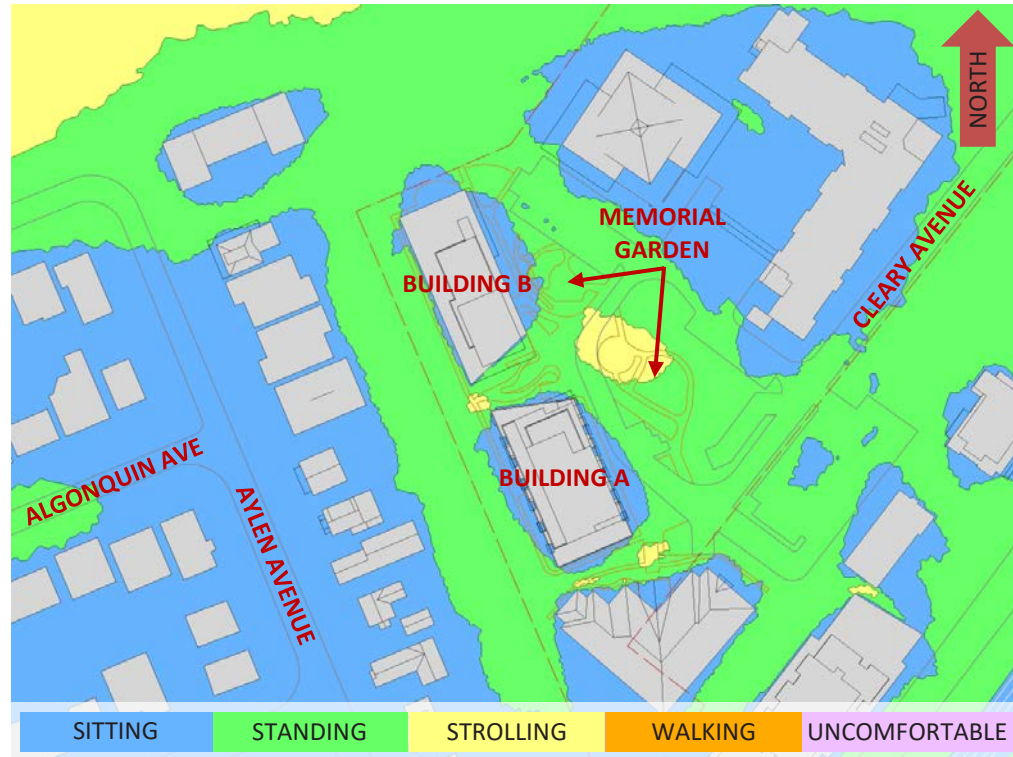 NORTH
MEMORIAL
GARDEN
CLEARY AVENUE
BUILDING B
BUILDING A
ALGONQUIN AVE
AYLEN AVENUE
SITTING
STANDING
STROLLING
WALKING
UNCOMFORTABLE